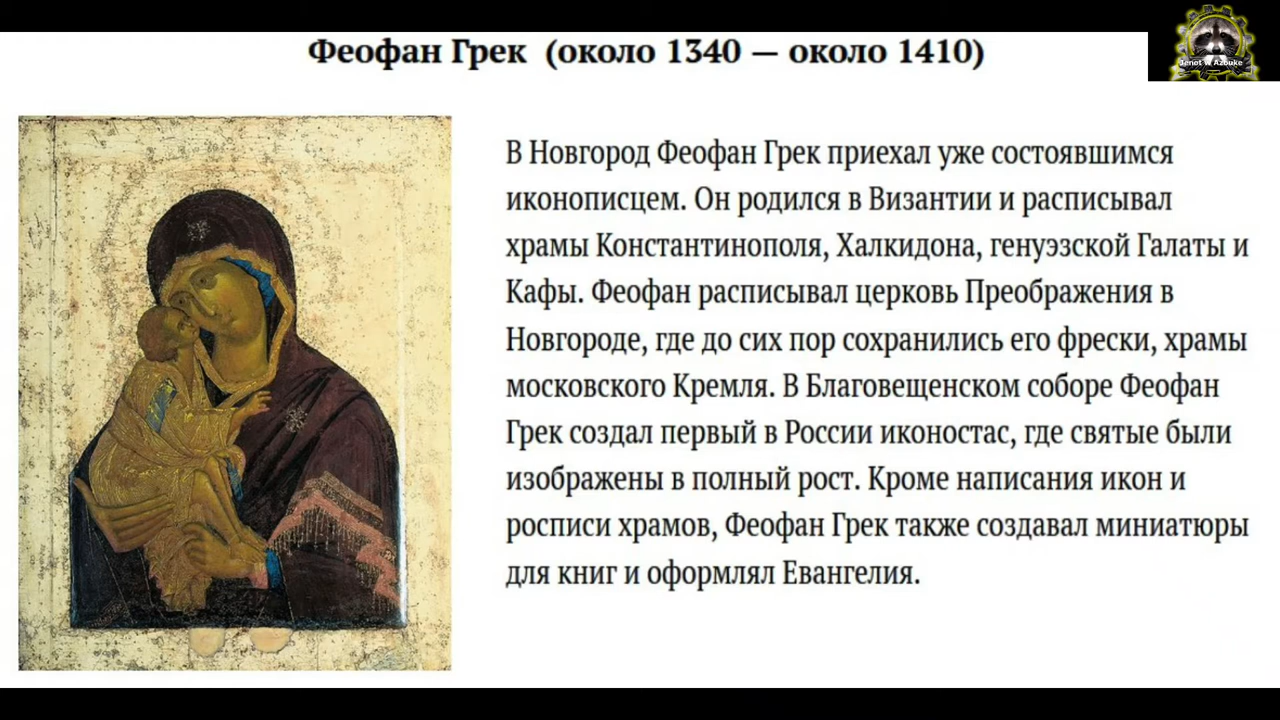 Феофан Грек (около 1340 — около 1410)
Jenot w Azbuke
В Новгород Феофан Грек приехал уже состоявшимся
иконописцем. Он родился в Византии и расписывал
храмы Константинополя, Халкидона, генуэзской Галаты и
Кафы. Феофан расписывал церковь Преображения в
Новгороде, где до сих пор сохранились его фрески, храмы
московского Кремля. В Благовещенском соборе Феофан
Грек создал первый в России иконостас, где святые были
изображены в полный рост. Кроме написания икон и
росписи храмов, Феофан Грек также создавал миниатюры
для книг и оформлял Евангелия.